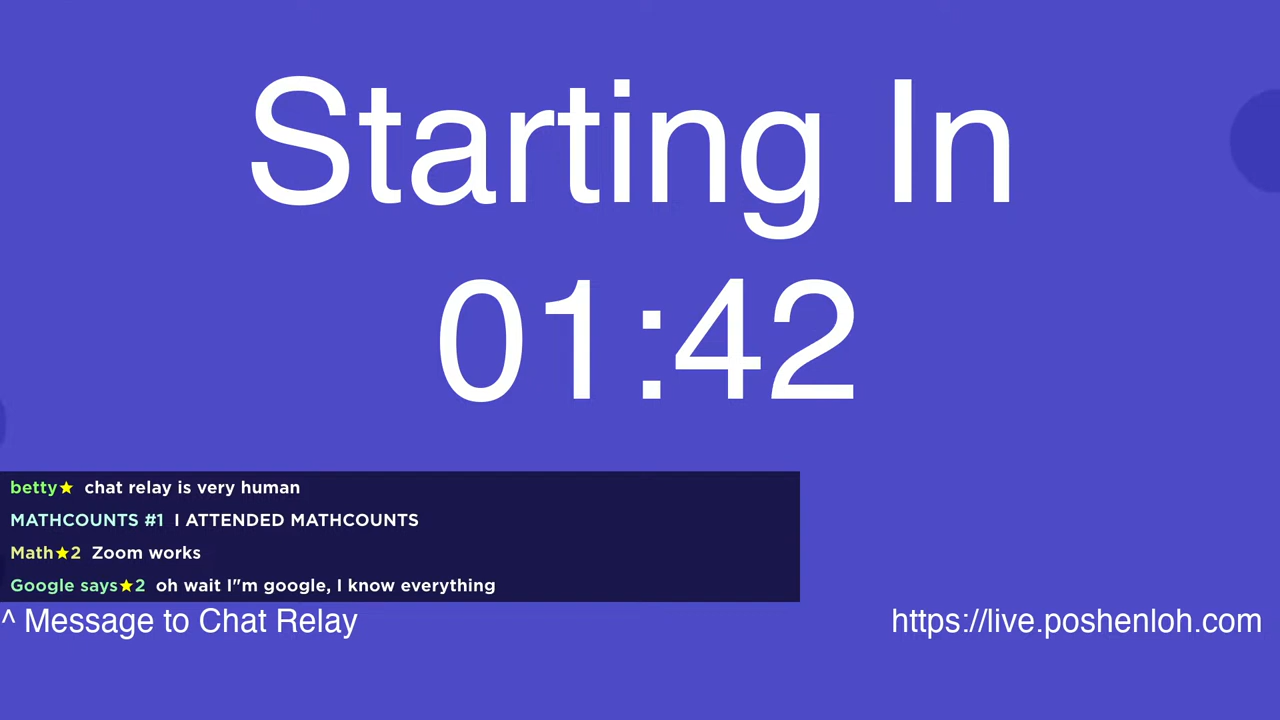 Starting In
01:42
betty⭐ chat relay is very human
MATHCOUNTS #1 I ATTENDED MATHCOUNTS
Math⭐2 Zoom works
Google says⭐2 oh wait I"m google, I know everything
^ Message to Chat Relay
https://live.poshenloh.com